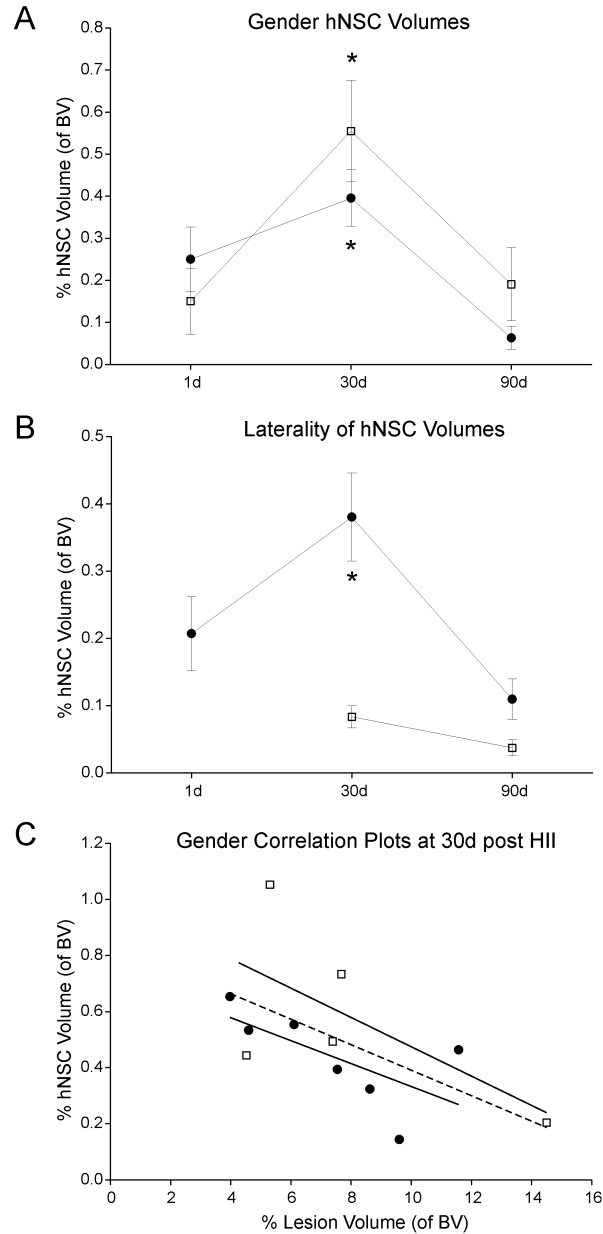 A
Gender hNSC Volumes
% hNSC Volume (of BV)
0.8
0.7
0.6
0.5
0.4
0.3
0.2
0.1
0.0
*
*
1d
30d
90d
B
Laterality of hNSC Volumes
% hNSC Volume (of BV)
0.5
0.4
0.3
0.2
0.1
0.0
*
1d
30d
90d
C
Gender Correlation Plots at 30d post HII
% hNSC Volume (of BV)
1.2
1.0
0.8
0.6
0.4
0.2
0.0
0
2
4
6
8
10
12
14
16
% Lesion Volume (of BV)